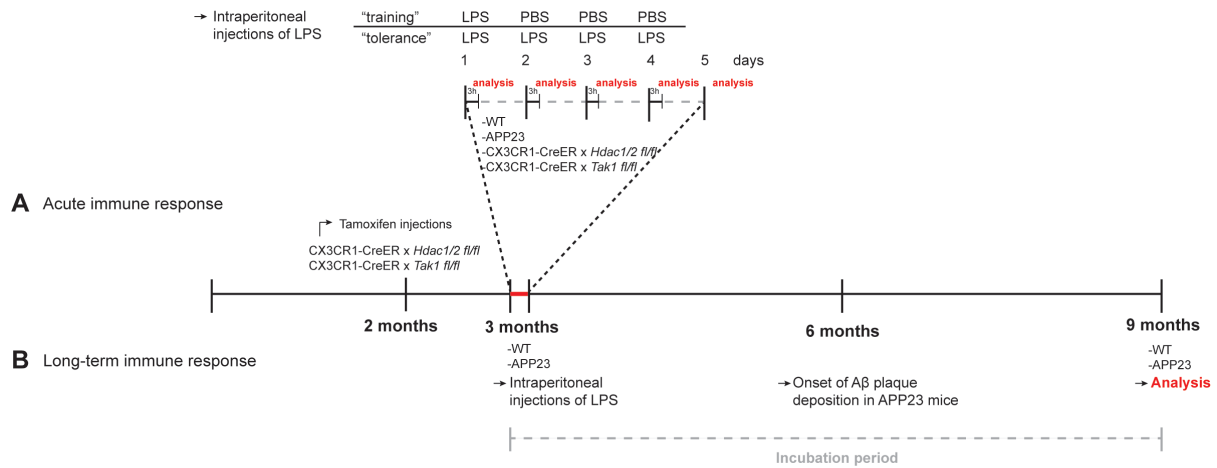 → Intraperitoneal
injections of LPS
“training” LPS PBS PBS PBS
“tolerance” LPS LPS LPS LPS
1 2 3 4 5 days
analysis analysis analysis analysis analysis
3h 3h 3h 3h
-WT
-APP23
-CX3CR1-CreER x Hdac1/2 fl/fl
-CX3CR1-CreER x Tak1 fl/fl
A Acute immune response
Tamoxifen injections
CX3CR1-CreER x Hdac1/2 fl/fl
CX3CR1-CreER x Tak1 fl/fl
2 months 3 months 6 months 9 months
B Long-term immune response
-WT
-APP23
→ Intraperitoneal
injections of LPS
→ Onset of Aβ plaque
deposition in APP23 mice
-WT
-APP23
→ Analysis
Incubation period